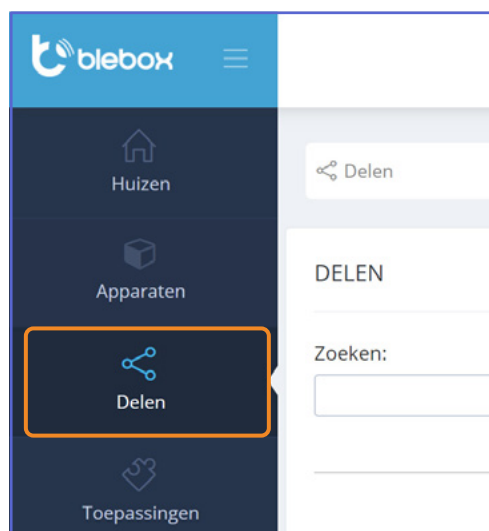 blebox
Huizen
Apparaten
Delen
Toepassingen
Delen
DELEN
Zoeken: